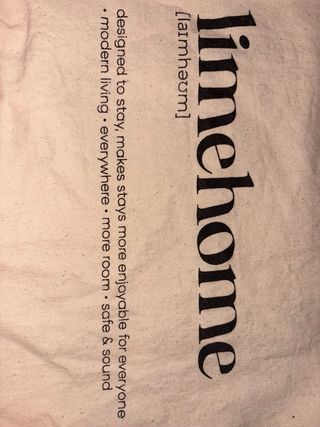 limehome
[laɪmhəʊm]
designed to stay, makes stays more enjoyable for everyone
• modern living • everywhere • more room • safe & sound